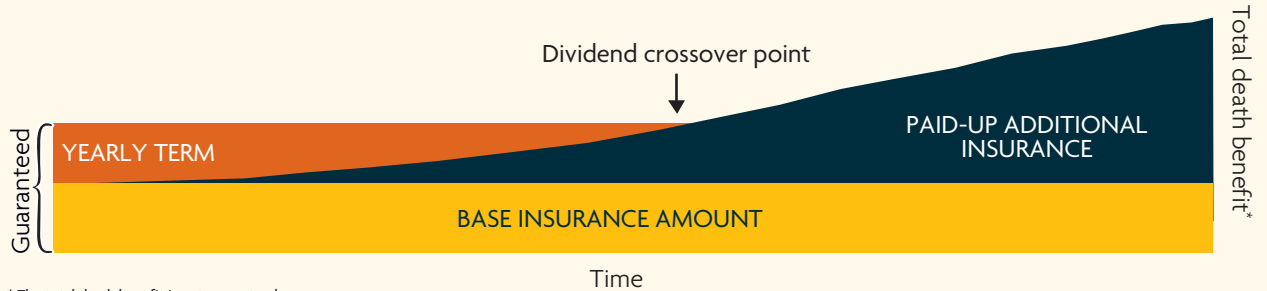 Dividend crossover point
Guaranteed
YEARLY TERM
PAID-UP ADDITIONAL
INSURANCE
BASE INSURANCE AMOUNT
Total death benefit*
Time